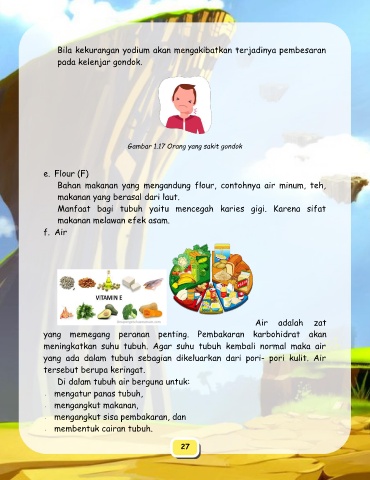 Bila kekurangan yodium akan mengakibatkan terjadinya pembesaran
pada kelenjar gondok.
Gambar 1.17 Orang yang sakit gondok
e. Flour (F)
Bahan makanan yang mengandung flour, contohnya air minum, teh,
makanan yang berasal dari laut.
Manfaat bagi tubuh yaitu mencegah karies gigi. Karena sifat
makanan melawan efek asam.
f. Air
VITAMIN E
Air adalah zat
yang memegang peranan penting. Pembakaran karbohidrat akan
meningkatkan suhu tubuh. Agar suhu tubuh kembali normal maka air
yang ada dalam tubuh sebagian dikeluarkan dari pori- pori kulit. Air
tersebut berupa keringat.
Di dalam tubuh air berguna untuk:
mengatur panas tubuh,
mengangkut makanan,
mengangkut sisa pembakaran, dan
membentuk cairan tubuh.
27